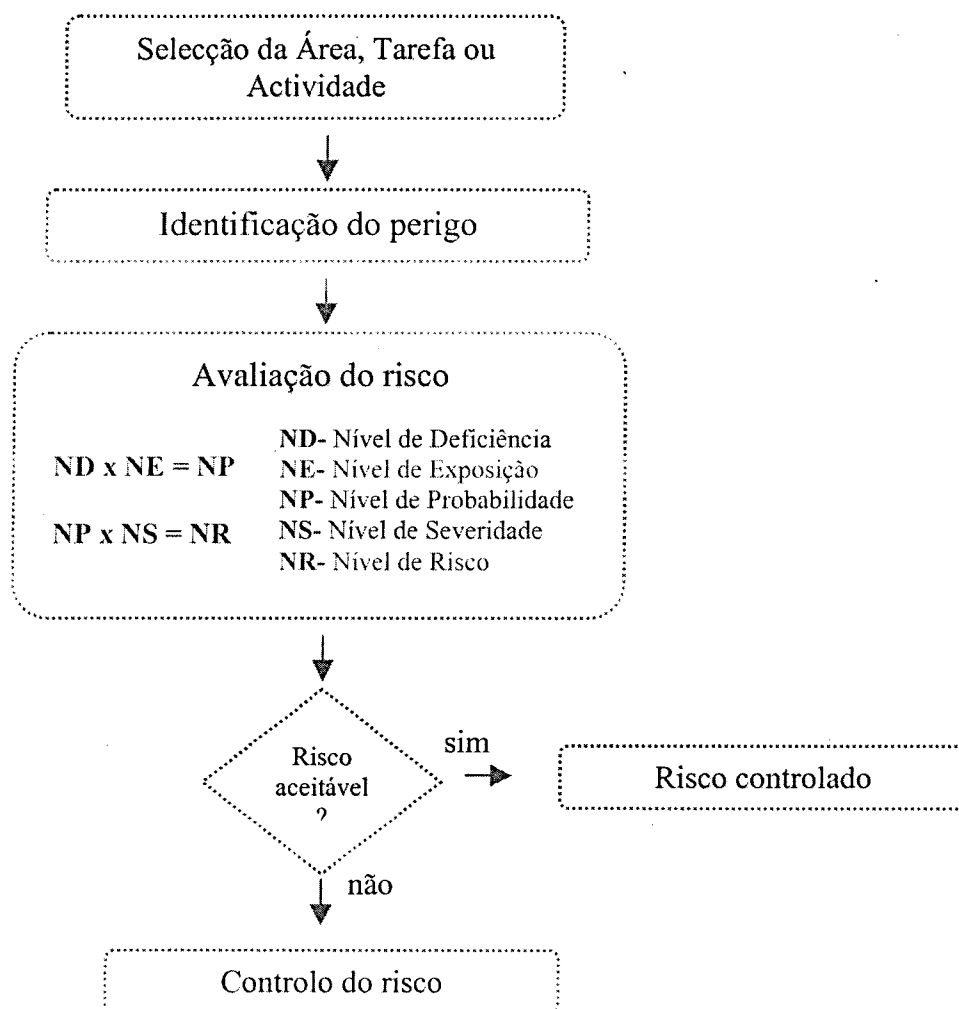 Selecção da Área, Tarefa ou
Actividade
Identificação do perigo
Avaliação do risco
ND x NE = NP
NP x NS = NR
ND- Nível de Deficiência
NE- Nível de Exposição
NP- Nível de Probabilidade
NS- Nível de Severidade
NR- Nível de Risco
Risco
aceitável
?
sim
Risco controlado
não
Controlo do risco